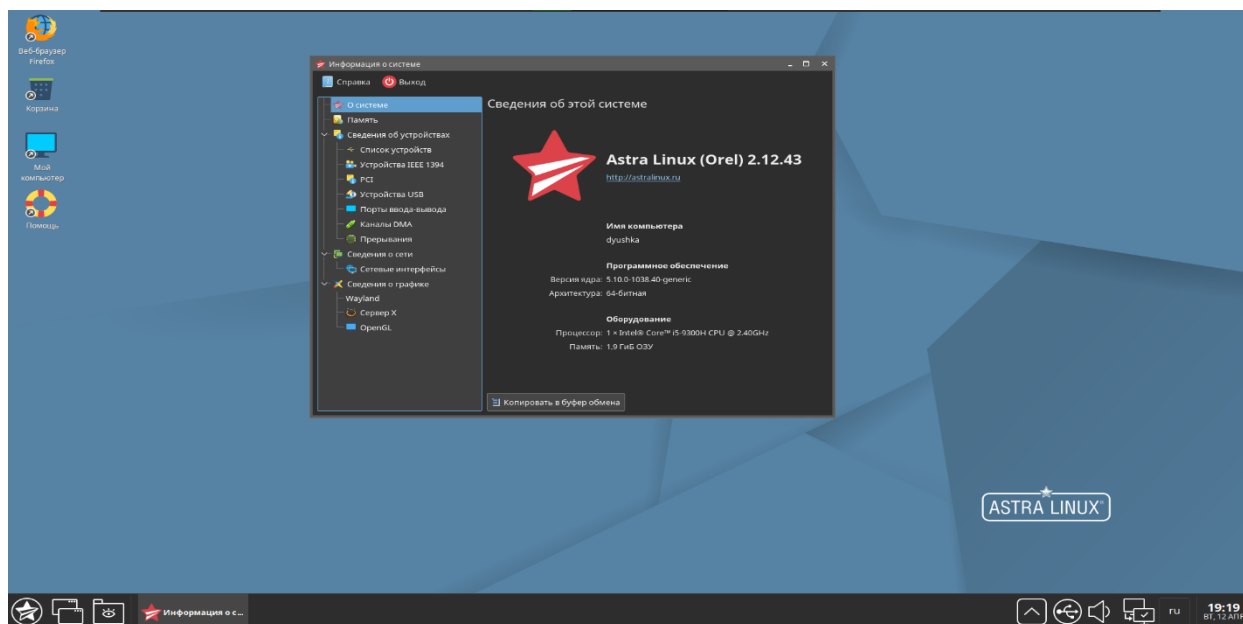 Веб-браузер
Firefox
Корзина
Мой
компьютер
Помощь
Информация о системе
Справка
Выход
О системе
Память
Сведения об устройствах
Список устройств
Устройства IEEE 1394
PCI
Устройства USB
Порты ввода-вывода
Каналы DMA
Прерывания
Сведения о сети
Сетевые интерфейсы
Сведения о графике
Wayland
Сервер X
OpenGL
Сведения об этой системе
Astra Linux (Orel) 2.12.43
http://astralinux.ru
Имя компьютера
dyushka
Программное обеспечение
Версия ядра: 5.10.0-1038.40-generic
Архитектура: 64-битная
Оборудование
Процессор: 1 × Intel® Core™ i5-9300H CPU @ 2.40GHz
Память: 1,9 ГиБ ОЗУ
Копировать в буфер обмена
ASTRA LINUX®
Информация о с...
ru
19:19
ВТ, 12 АПР